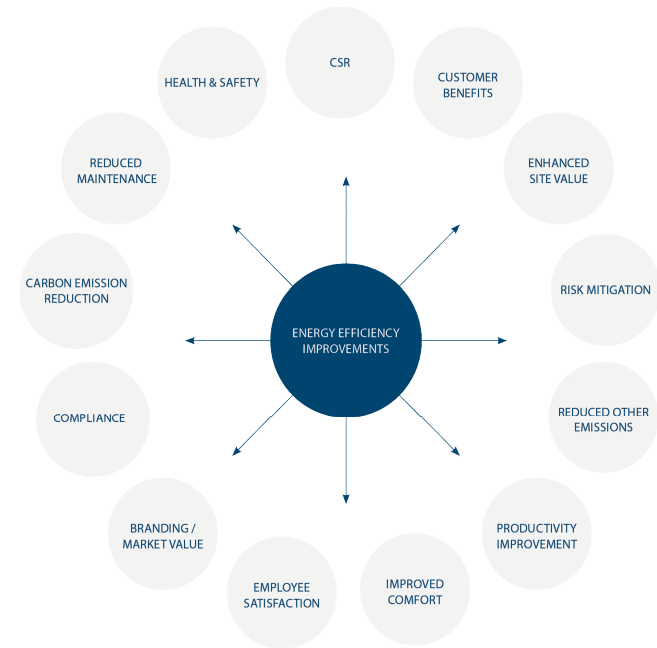 CSR
CUSTOMER
BENEFITS
ENHANCED
SITE VALUE
RISK MITIGATION
REDUCED OTHER
EMISSIONS
PRODUCTIVITY
IMPROVEMENT
IMPROVED
COMFORT
EMPLOYEE
SATISFACTION
BRANDING /
MARKET VALUE
COMPLIANCE
CARBON EMISSION
REDUCTION
REDUCED
MAINTENANCE
HEALTH & SAFETY
ENERGY EFFICIENCY
IMPROVEMENTS